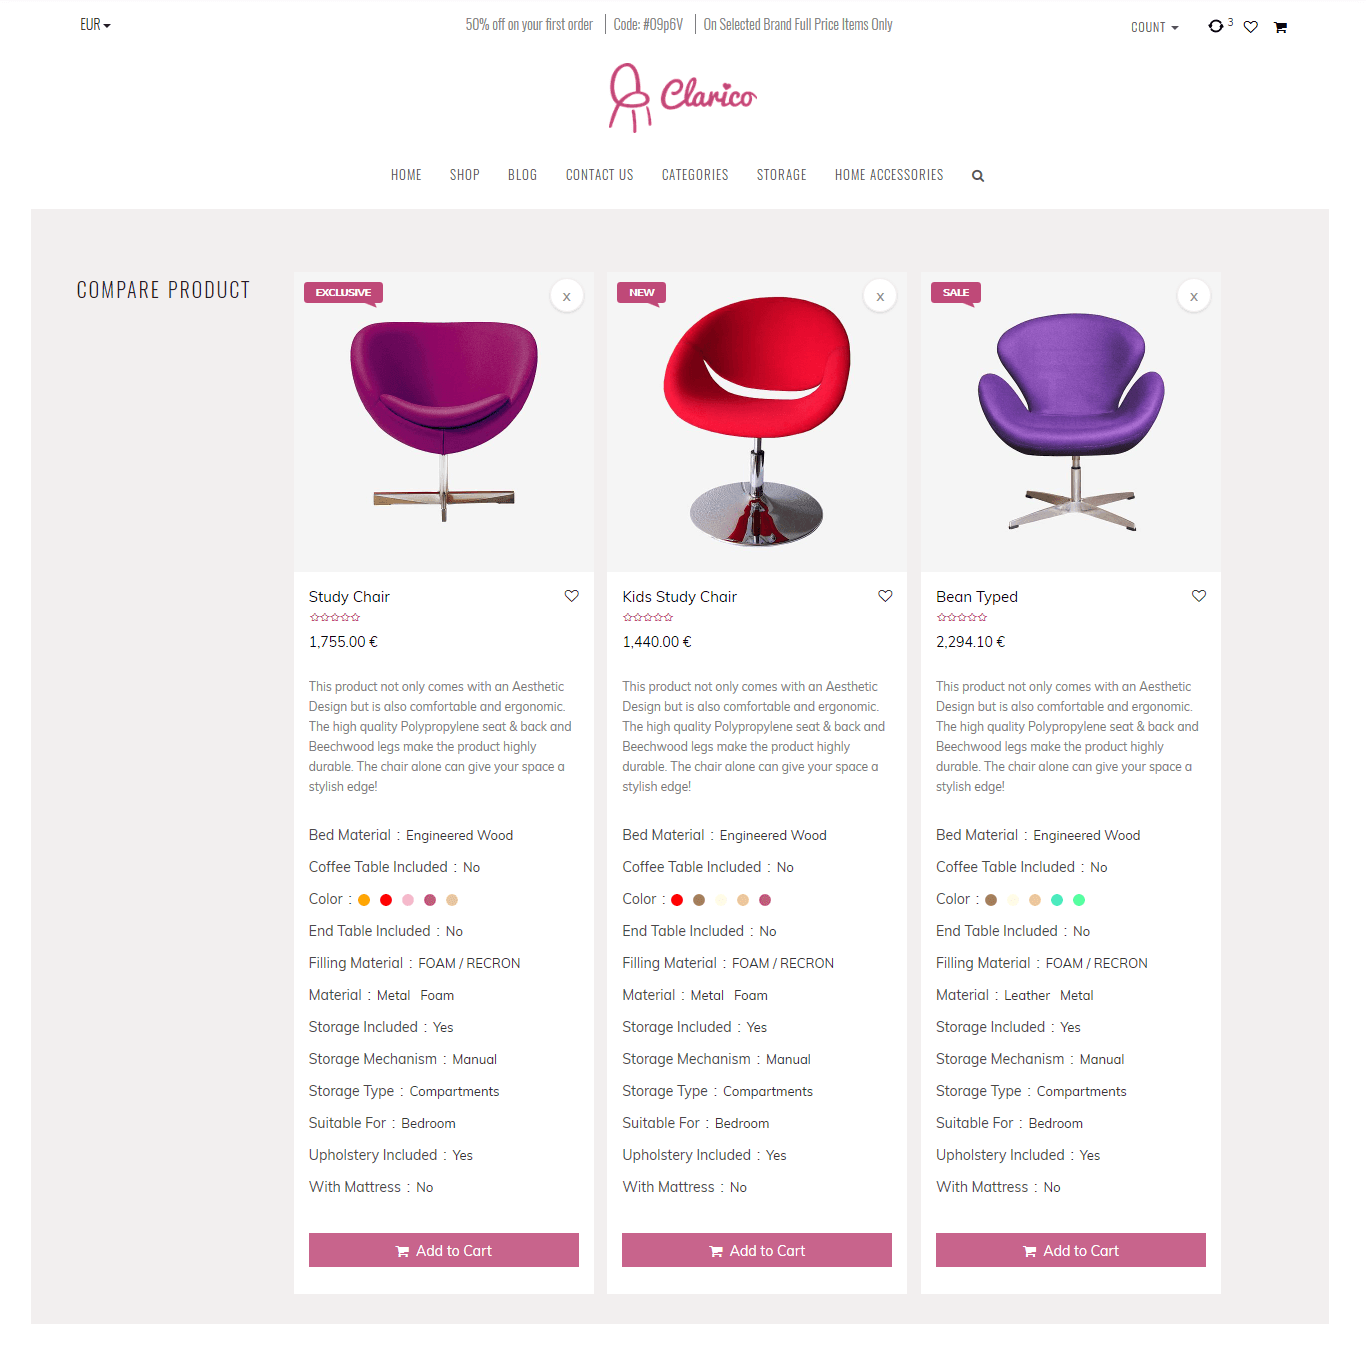 EUR
50% off on your first order | Code: #09p6V | On Selected Brand Full Price Items Only
COUNT
3
Clarico
HOME SHOP BLOG CONTACT US CATEGORIES STORAGE HOME ACCESSORIES
COMPARE PRODUCT
EXCLUSIVE
x
Study Chair
1,755.00 €
This product not only comes with an Aesthetic
Design but is also comfortable and ergonomic.
The high quality Polypropylene seat & back and
Beechwood legs make the product highly
durable. The chair alone can give your space a
stylish edge!
Bed Material : Engineered Wood
Coffee Table Included : No
Color :
End Table Included : No
Filling Material : FOAM / RECRON
Material : Metal Foam
Storage Included : Yes
Storage Mechanism : Manual
Storage Type : Compartments
Suitable For : Bedroom
Upholstery Included : Yes
With Mattress : No
Add to Cart
NEW
x
Kids Study Chair
1,440.00 €
This product not only comes with an Aesthetic
Design but is also comfortable and ergonomic.
The high quality Polypropylene seat & back and
Beechwood legs make the product highly
durable. The chair alone can give your space a
stylish edge!
Bed Material : Engineered Wood
Coffee Table Included : No
Color :
End Table Included : No
Filling Material : FOAM / RECRON
Material : Metal Foam
Storage Included : Yes
Storage Mechanism : Manual
Storage Type : Compartments
Suitable For : Bedroom
Upholstery Included : Yes
With Mattress : No
Add to Cart
SALE
x
Bean Typed
2,294.10 €
This product not only comes with an Aesthetic
Design but is also comfortable and ergonomic.
The high quality Polypropylene seat & back and
Beechwood legs make the product highly
durable. The chair alone can give your space a
stylish edge!
Bed Material : Engineered Wood
Coffee Table Included : No
Color :
End Table Included : No
Filling Material : FOAM / RECRON
Material : Leather Metal
Storage Included : Yes
Storage Mechanism : Manual
Storage Type : Compartments
Suitable For : Bedroom
Upholstery Included : Yes
With Mattress : No
Add to Cart